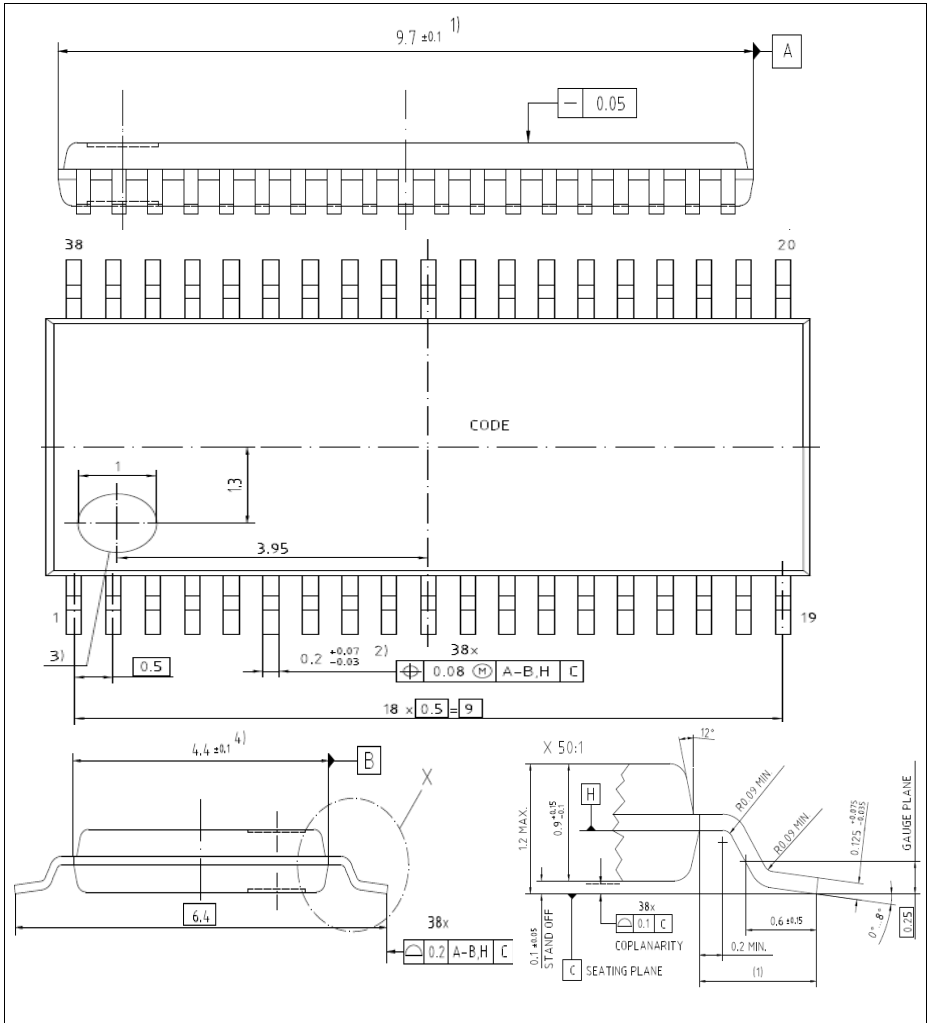 9.7 ±0.1 1)
A
— 0.05
38
20
CODE
1
1.3
3.95
1
19
3)
0.5
0.2 +0.07 -0.03 2)
38x
⌖ 0.08 Ⓜ A-B,H C
18 x 0.5 = 9
4.4 ±0.1 4)
B
X
6.4
38x
⌓ 0.2 A-B,H C
X 50:1
12°
H
1.2 MAX.
0.9 +0.15 -0.1
R0.09 MIN.
R0.09 MIN.
0.125 +0.075 -0.035
GAUGE PLANE
0.25
0°...8°
0.6 ±0.15
0.2 MIN.
(1)
38x
⌓ 0.1 C
COPLANARITY
0.1 ±0.05
STAND OFF
C SEATING PLANE